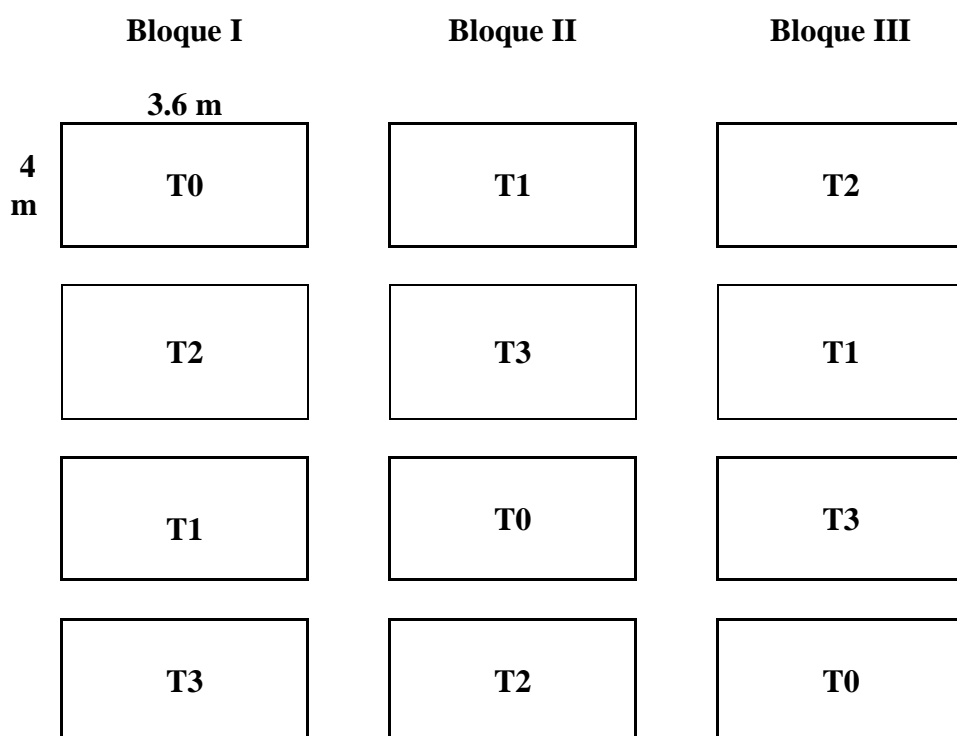 Bloque I Bloque II Bloque III
3.6 m
4
m
T0 T1 T2
T2 T3 T1
T1 T0 T3
T3 T2 T0